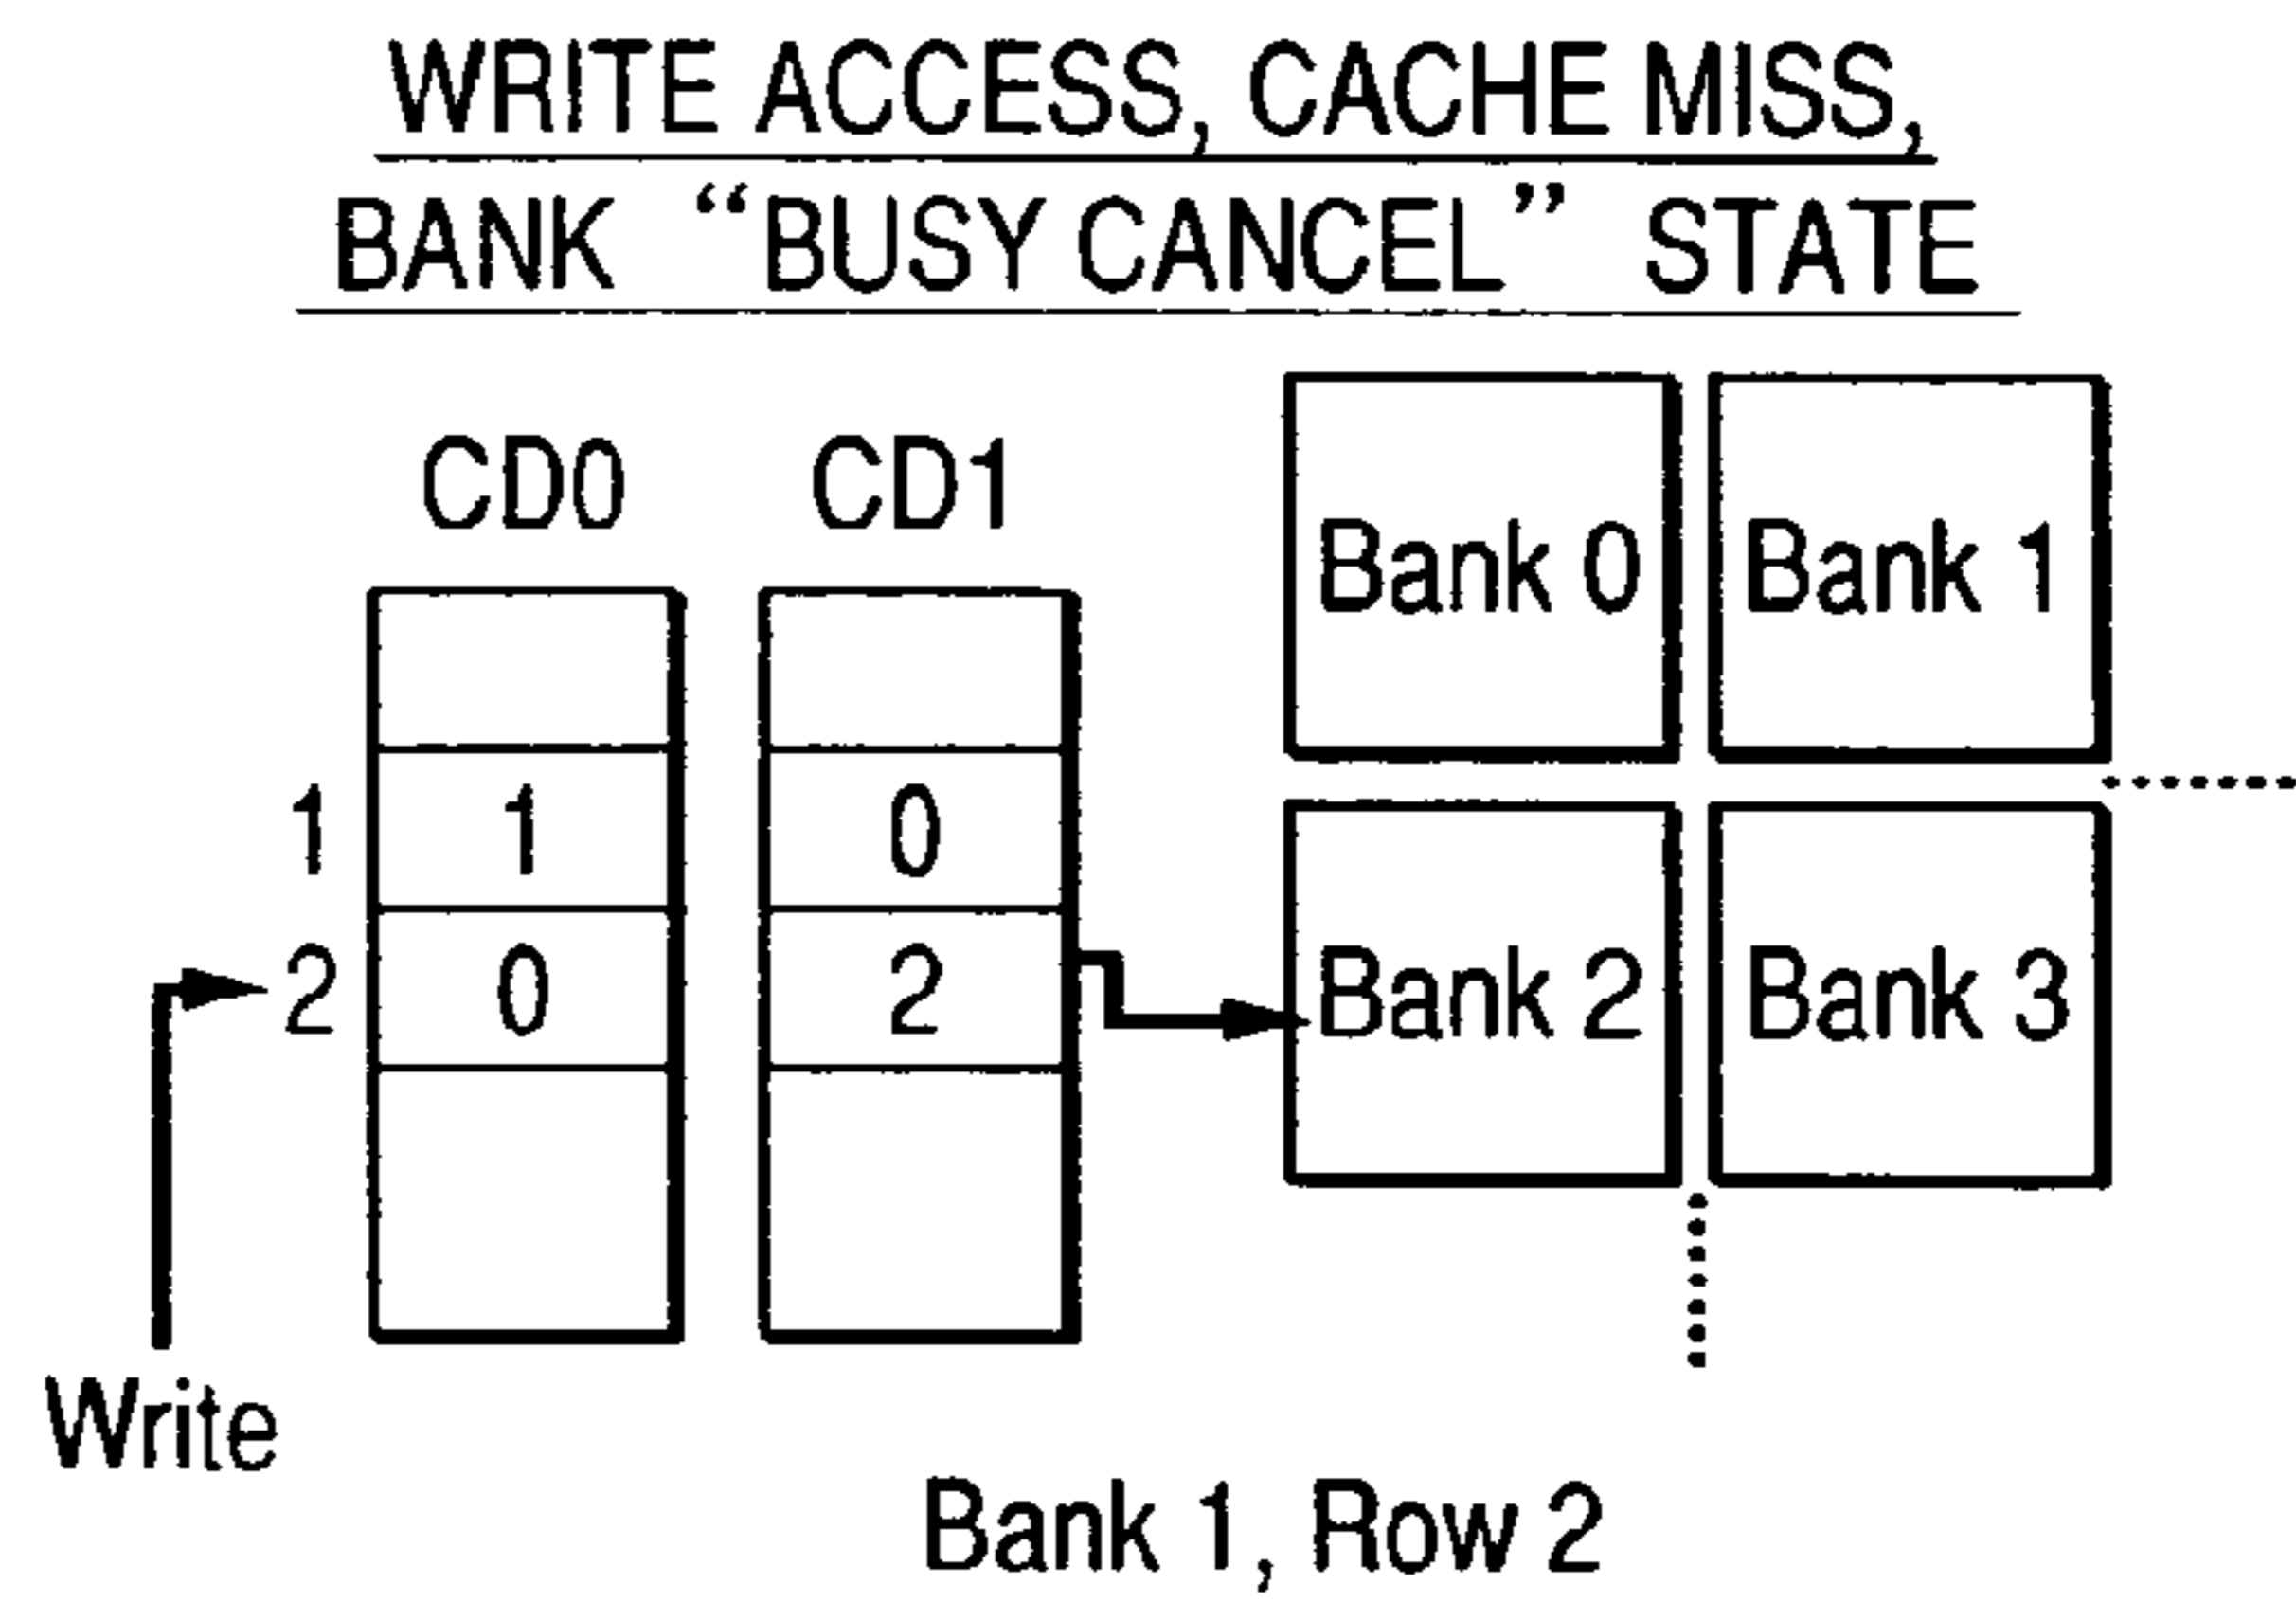 WRITE ACCESS, CACHE MISS,
BANK “BUSY CANCEL” STATE
CD0 CD1
Bank 0 Bank 1
1 1 0
2 0 2
Bank 2 Bank 3
Write
Bank 1, Row 2